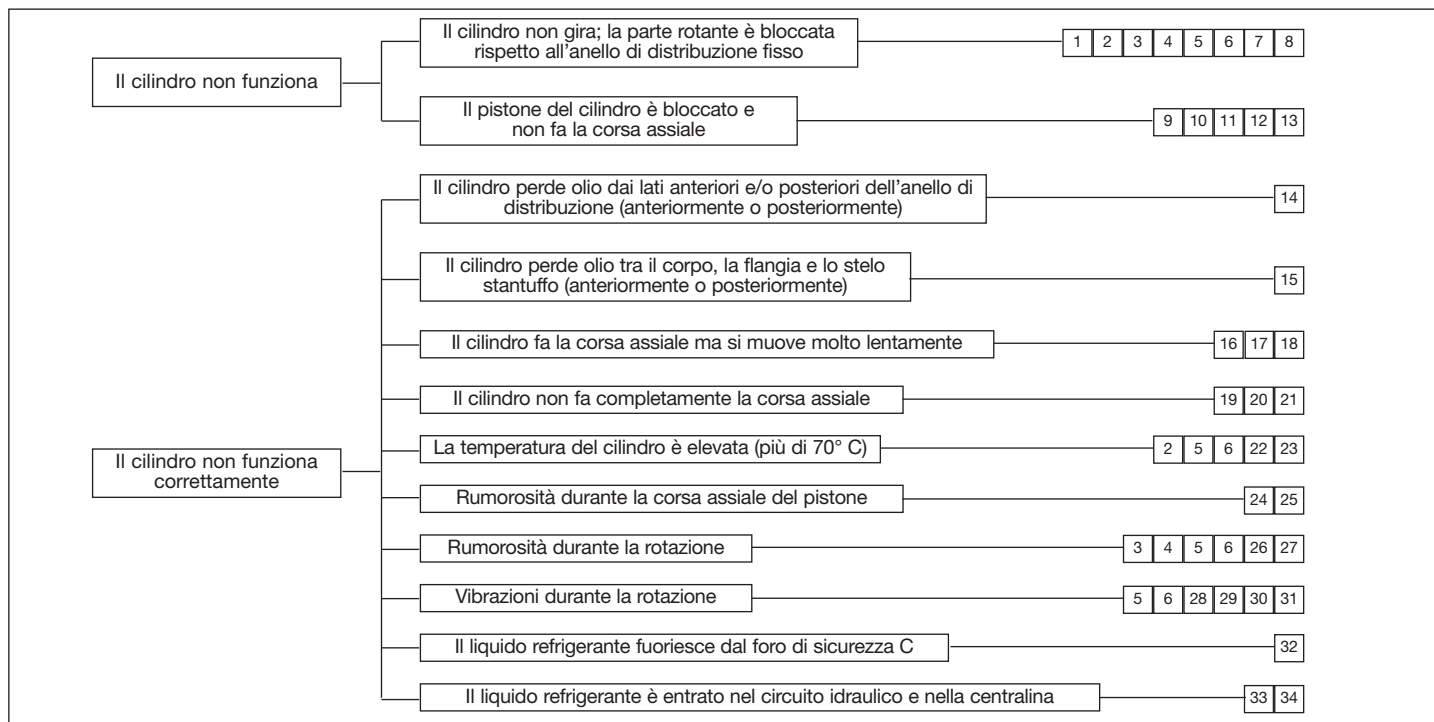 Il cilindro non funziona
Il cilindro non gira; la parte rotante è bloccata
rispetto all'anello di distribuzione fisso
1 2 3 4 5 6 7 8
Il pistone del cilindro è bloccato e
non fa la corsa assiale
9 10 11 12 13
Il cilindro non funziona
correttamente
Il cilindro perde olio dai lati anteriori e/o posteriori dell'anello di
distribuzione (anteriormente o posteriormente)
14
Il cilindro perde olio tra il corpo, la flangia e lo stelo
stantuffo (anteriormente o posteriormente)
15
Il cilindro fa la corsa assiale ma si muove molto lentamente
16 17 18
Il cilindro non fa completamente la corsa assiale
19 20 21
La temperatura del cilindro è elevata (più di 70° C)
2 5 6 22 23
Rumorosità durante la corsa assiale del pistone
24 25
Rumorosità durante la rotazione
3 4 5 6 26 27
Vibrazioni durante la rotazione
5 6 28 29 30 31
Il liquido refrigerante fuoriesce dal foro di sicurezza C
32
Il liquido refrigerante è entrato nel circuito idraulico e nella centralina
33 34